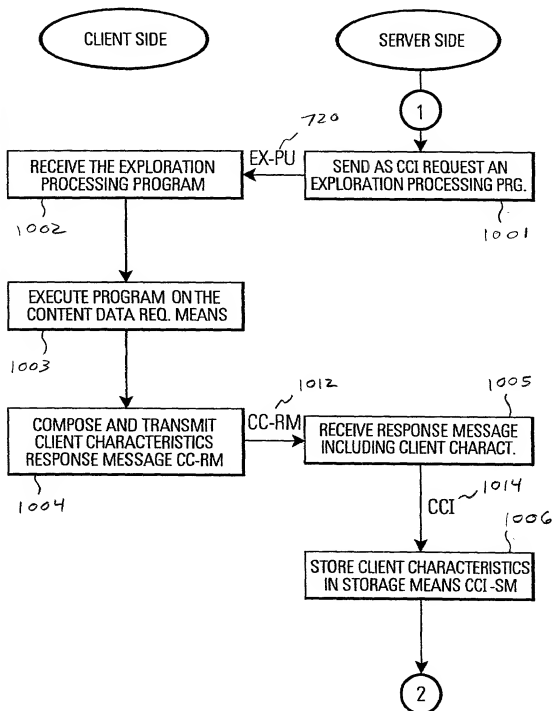 CLIENT SIDE
SERVER SIDE
1
720
EX-PU
RECEIVE THE EXPLORATION
PROCESSING PROGRAM
SEND AS CCI REQUEST AN
EXPLORATION PROCESSING PRG.
1002
1001
EXECUTE PROGRAM ON THE
CONTENT DATA REQ. MEANS
1003
1012
1005
COMPOSE AND TRANSMIT
CLIENT CHARACTERISTICS
RESPONSE MESSAGE CC-RM
CC-RM
RECEIVE RESPONSE MESSAGE
INCLUDING CLIENT CHARACT.
1004
CCI
1014
1006
STORE CLIENT CHARACTERISTICS
IN STORAGE MEANS CCI-SM
2